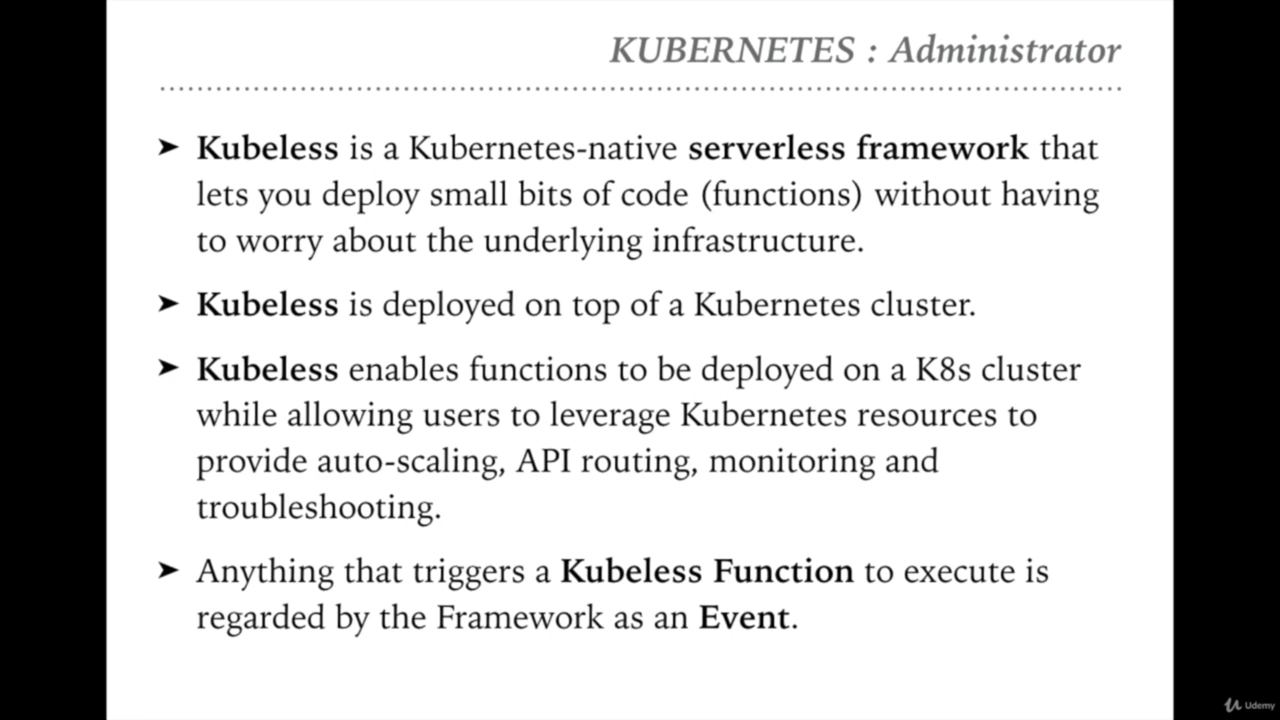 KUBERNETES : Administrator
➤ Kubeless is a Kubernetes-native serverless framework that
lets you deploy small bits of code (functions) without having
to worry about the underlying infrastructure.
➤ Kubeless is deployed on top of a Kubernetes cluster.
➤ Kubeless enables functions to be deployed on a K8s cluster
while allowing users to leverage Kubernetes resources to
provide auto-scaling, API routing, monitoring and
troubleshooting.
➤ Anything that triggers a Kubeless Function to execute is
regarded by the Framework as an Event.
Udemy